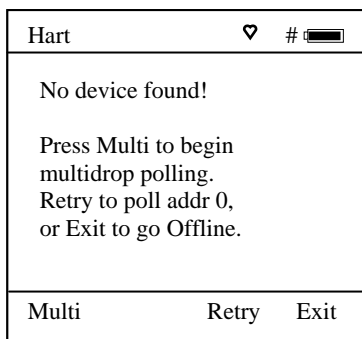 Hart ♥ #
No device found!
Press Multi to begin
multidrop polling.
Retry to poll addr 0,
or Exit to go Offline.
Multi Retry Exit